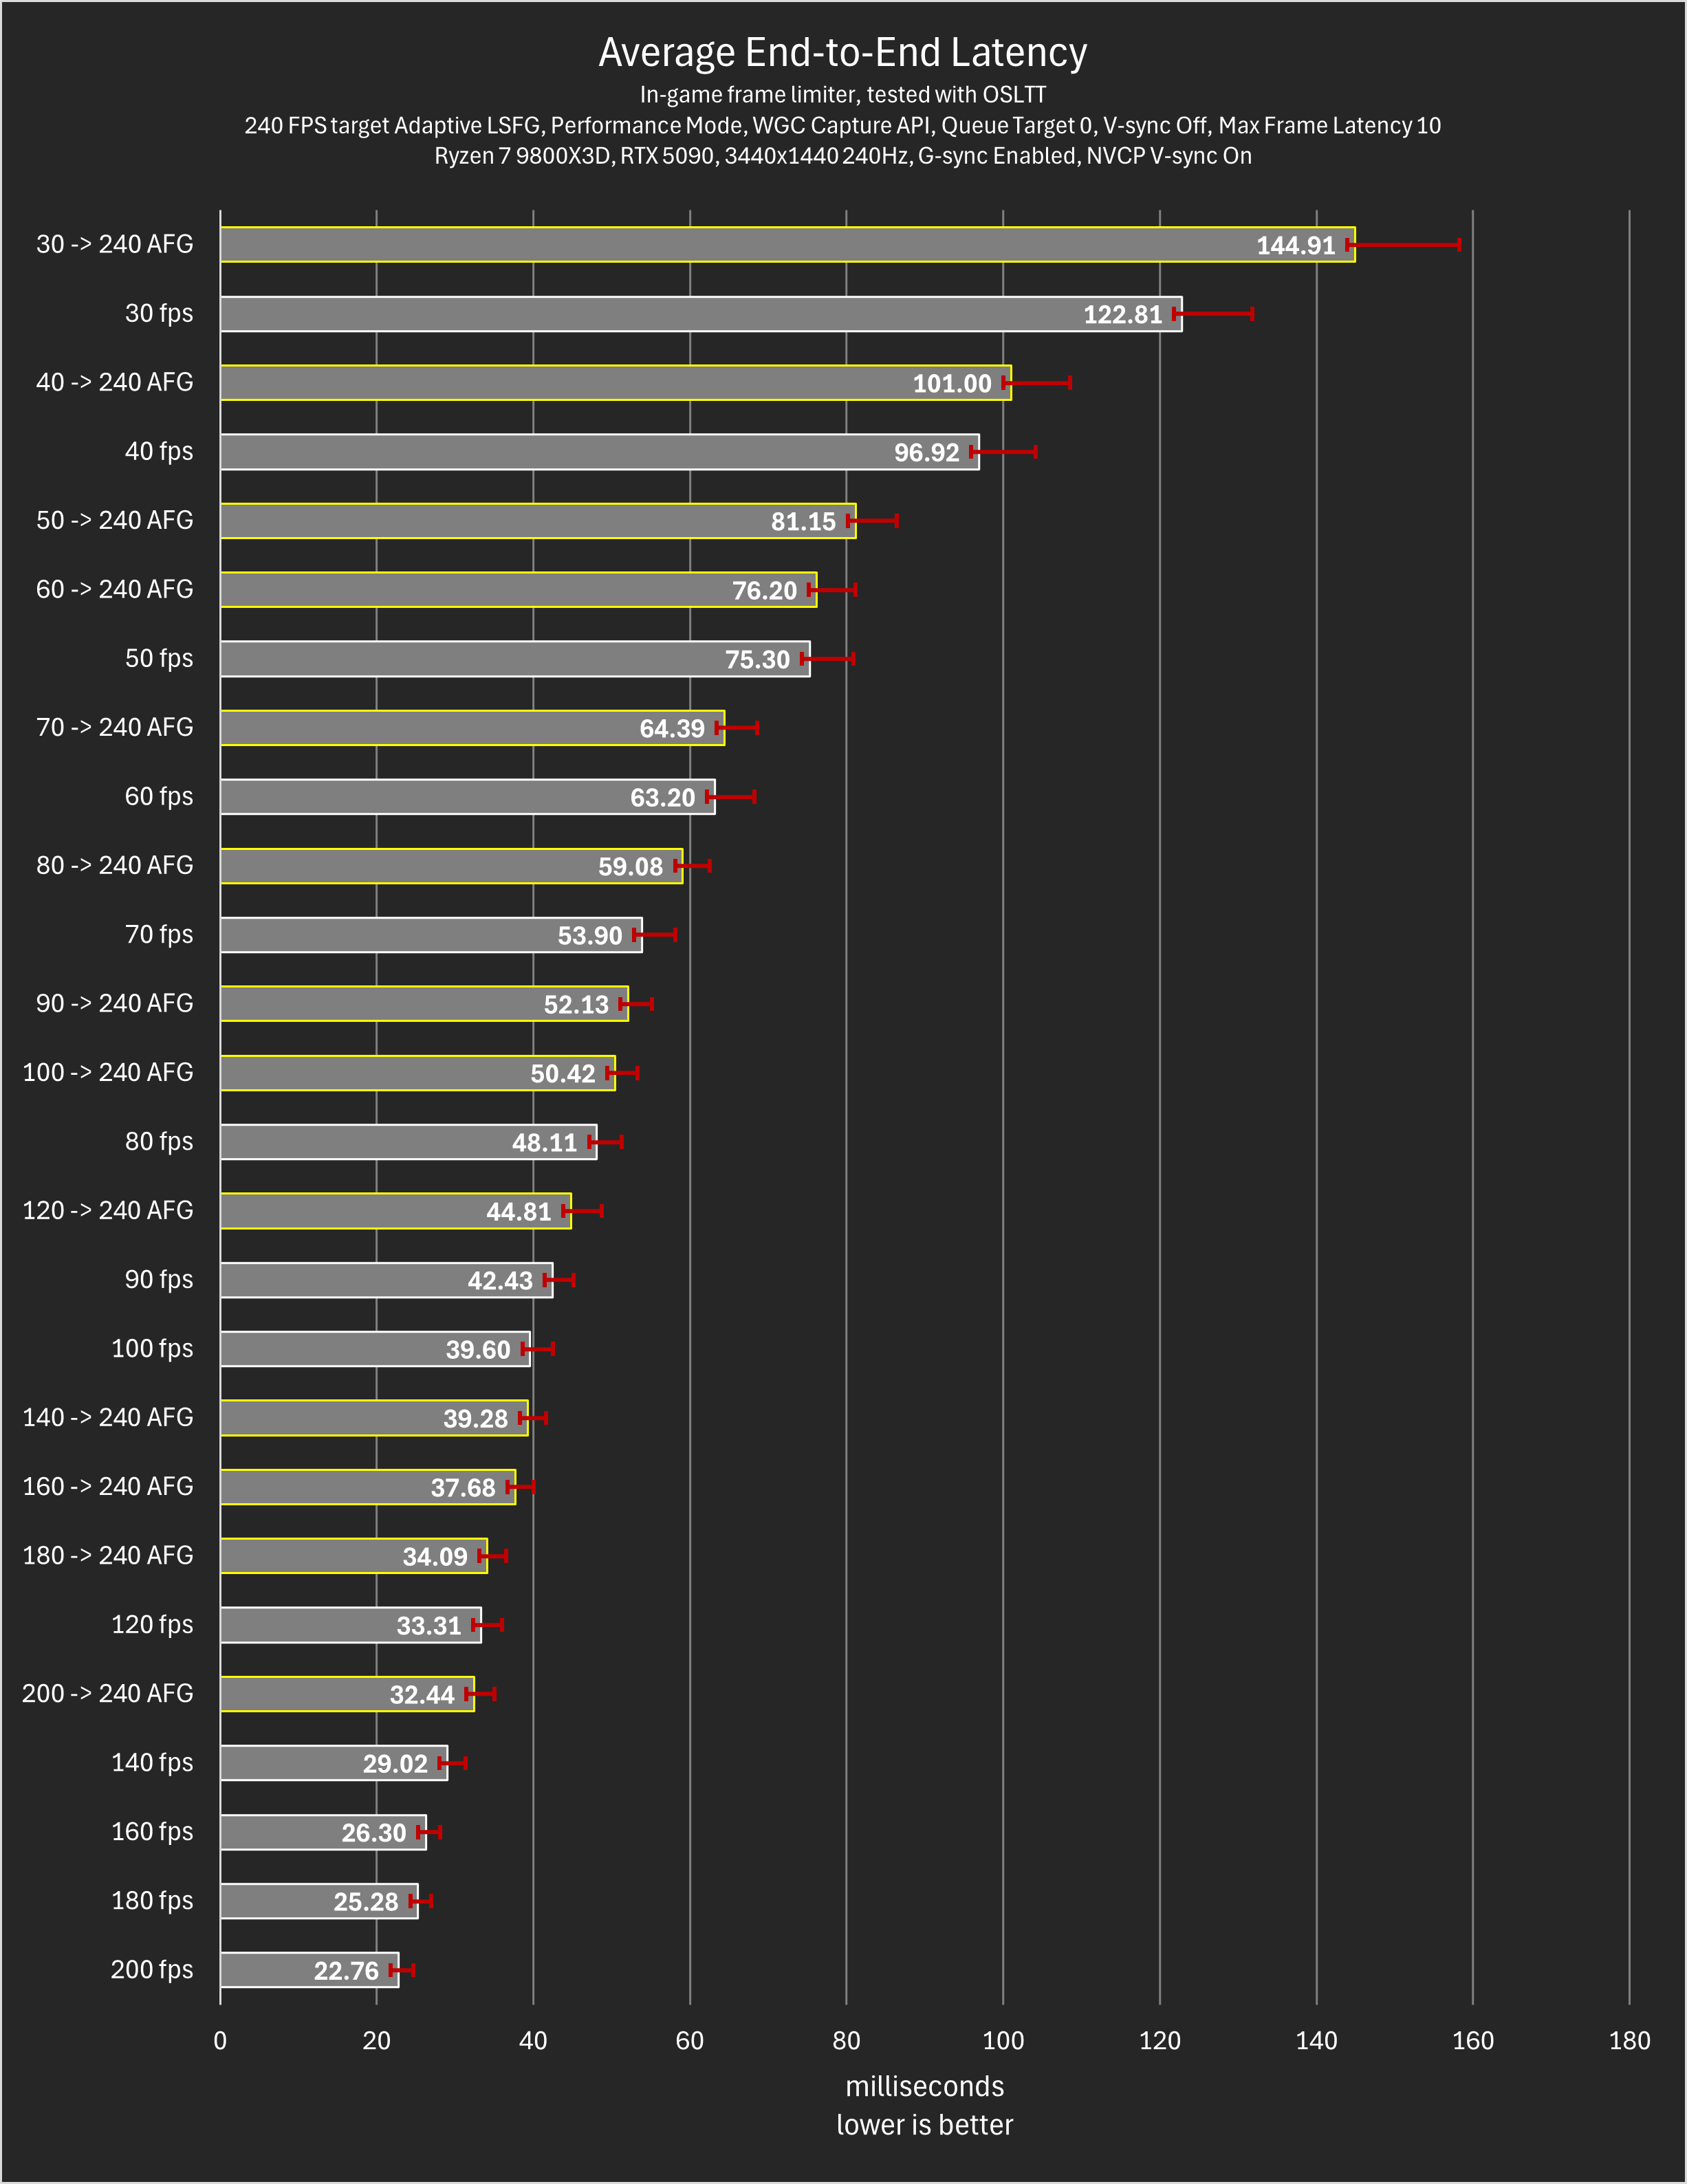 Average End-to-End Latency
In-game frame limiter, tested with OSLTT
240 FPS target Adaptive LSFG, Performance Mode, WGC Capture API, Queue Target 0, V-sync Off, Max Frame Latency 10
Ryzen 7 9800X3D, RTX 5090, 3440x1440 240Hz, G-sync Enabled, NVCP V-sync On
30 -> 240 AFG 144.91
30 fps 122.81
40 -> 240 AFG 101.00
40 fps 96.92
50 -> 240 AFG 81.15
60 -> 240 AFG 76.20
50 fps 75.30
70 -> 240 AFG 64.39
60 fps 63.20
80 -> 240 AFG 59.08
70 fps 53.90
90 -> 240 AFG 52.13
100 -> 240 AFG 50.42
80 fps 48.11
120 -> 240 AFG 44.81
90 fps 42.43
100 fps 39.60
140 -> 240 AFG 39.28
160 -> 240 AFG 37.68
180 -> 240 AFG 34.09
120 fps 33.31
200 -> 240 AFG 32.44
140 fps 29.02
160 fps 26.30
180 fps 25.28
200 fps 22.76
0 20 40 60 80 100 120 140 160 180
milliseconds
lower is better